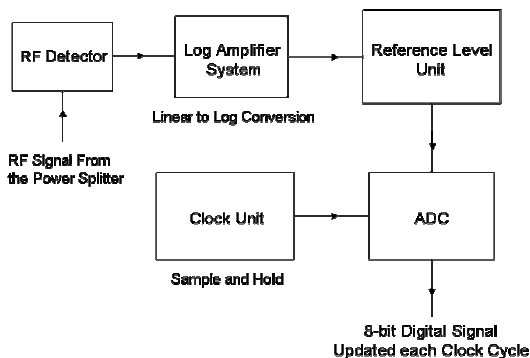 RF Detector
Log Amplifier
System
Reference Level
Unit
Linear to Log Conversion
RF Signal From
the Power Splitter
Clock Unit
ADC
Sample and Hold
8-bit Digital Signal
Updated each Clock Cycle